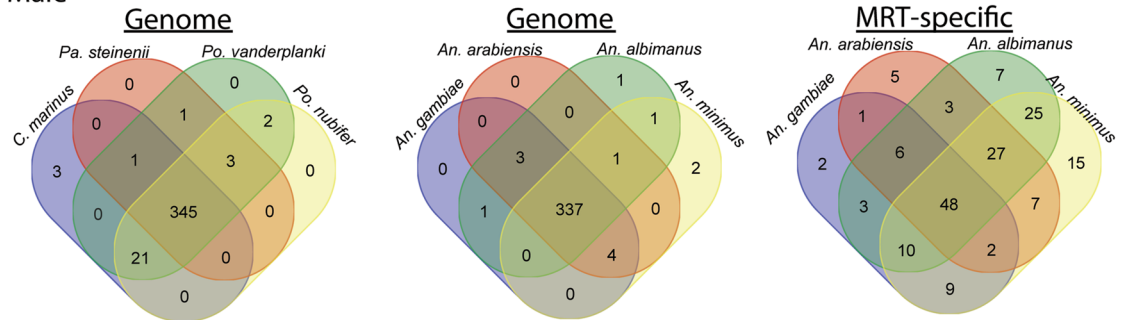 Male
Genome
Pa. steinenii
Po. vanderplanki
C. marinus
Po. nubifer
0
0
0
1
2
3
1
3
0
0
345
0
21
0
0
Genome
An. arabiensis
An. albimanus
An. gambiae
An. minimus
0
1
0
0
1
0
3
1
2
1
337
0
0
4
0
MRT-specific
An. arabiensis
An. albimanus
An. gambiae
An. minimus
5
7
1
3
25
2
6
27
15
3
48
7
10
2
9